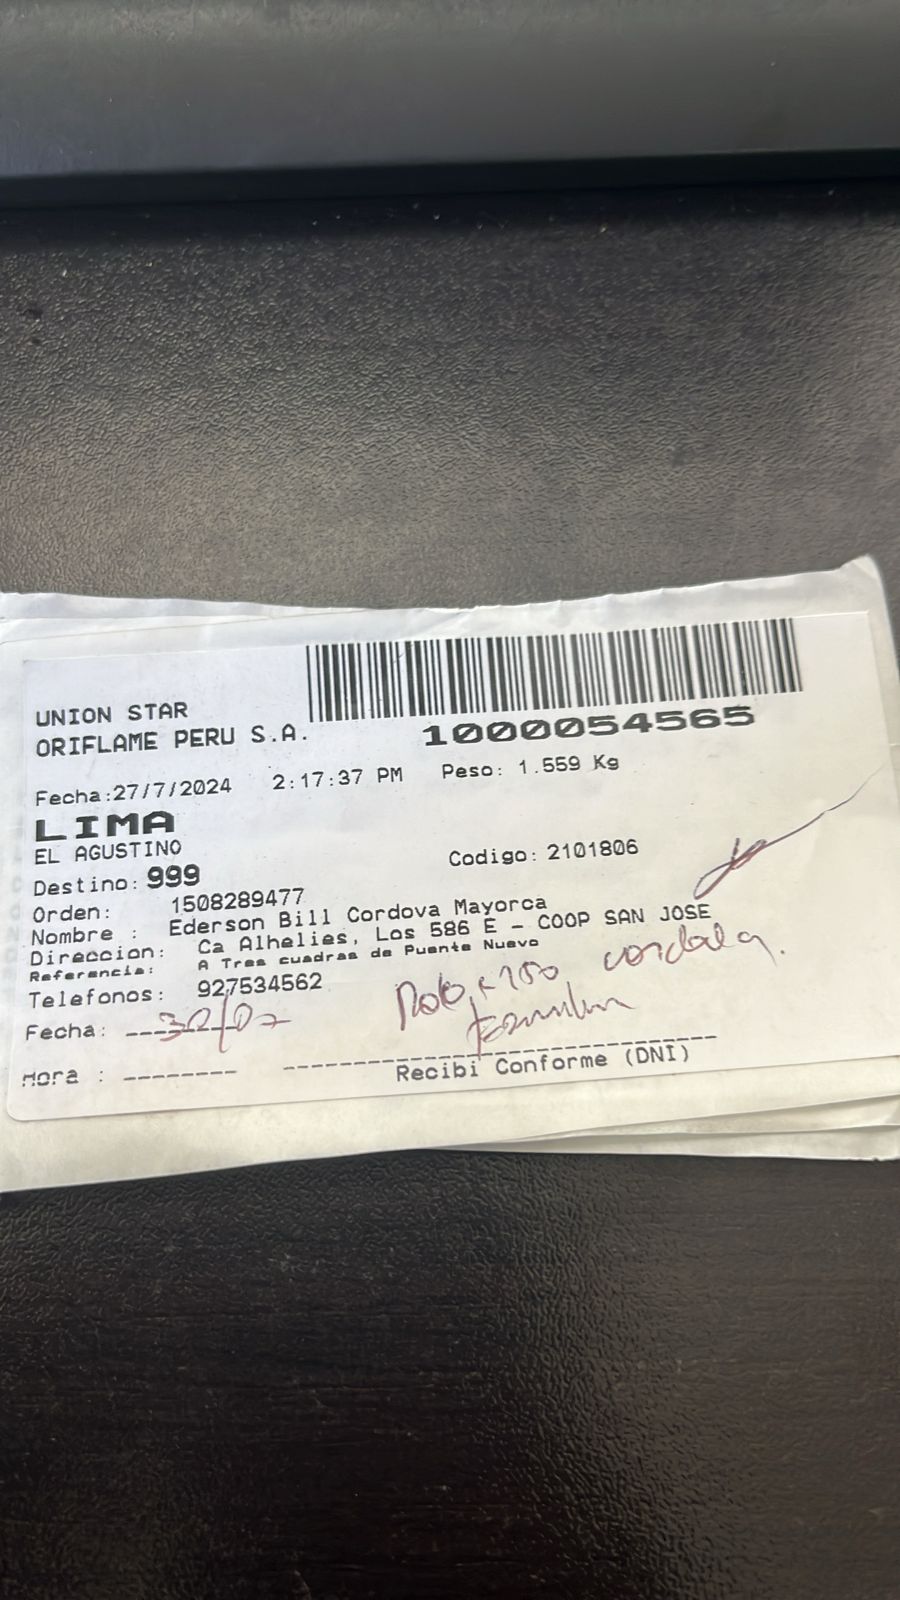 UNION STAR
ORIFLAME PERU S.A.
1000054565
Fecha:27/7/2024 2:17:37 PM Peso: 1.559 Kg
LIMA
EL AGUSTINO
Destino: 999 Codigo: 2101806
Orden: 1508289477
Nombre : Ederson Bill Cordova Mayorca
Direccion: Ca Alhelies, Los 586 E - COOP SAN JOSE
Referencia: A Tres cuadras de Puente Nuevo
Telefonos: 927534562
Fecha: 30/07
Hora :
Recibi Conforme (DNI)